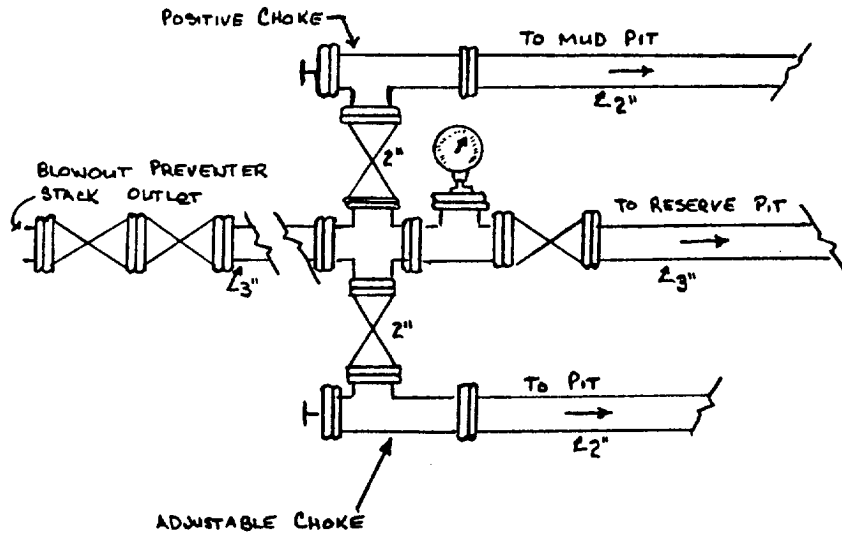 POSITIVE CHOKE
TO MUD PIT
2"
2"
BLOWOUT PREVENTER
STACK OUTLET
TO RESERVE PIT
3"
3"
2"
TO PIT
2"
ADJUSTABLE CHOKE